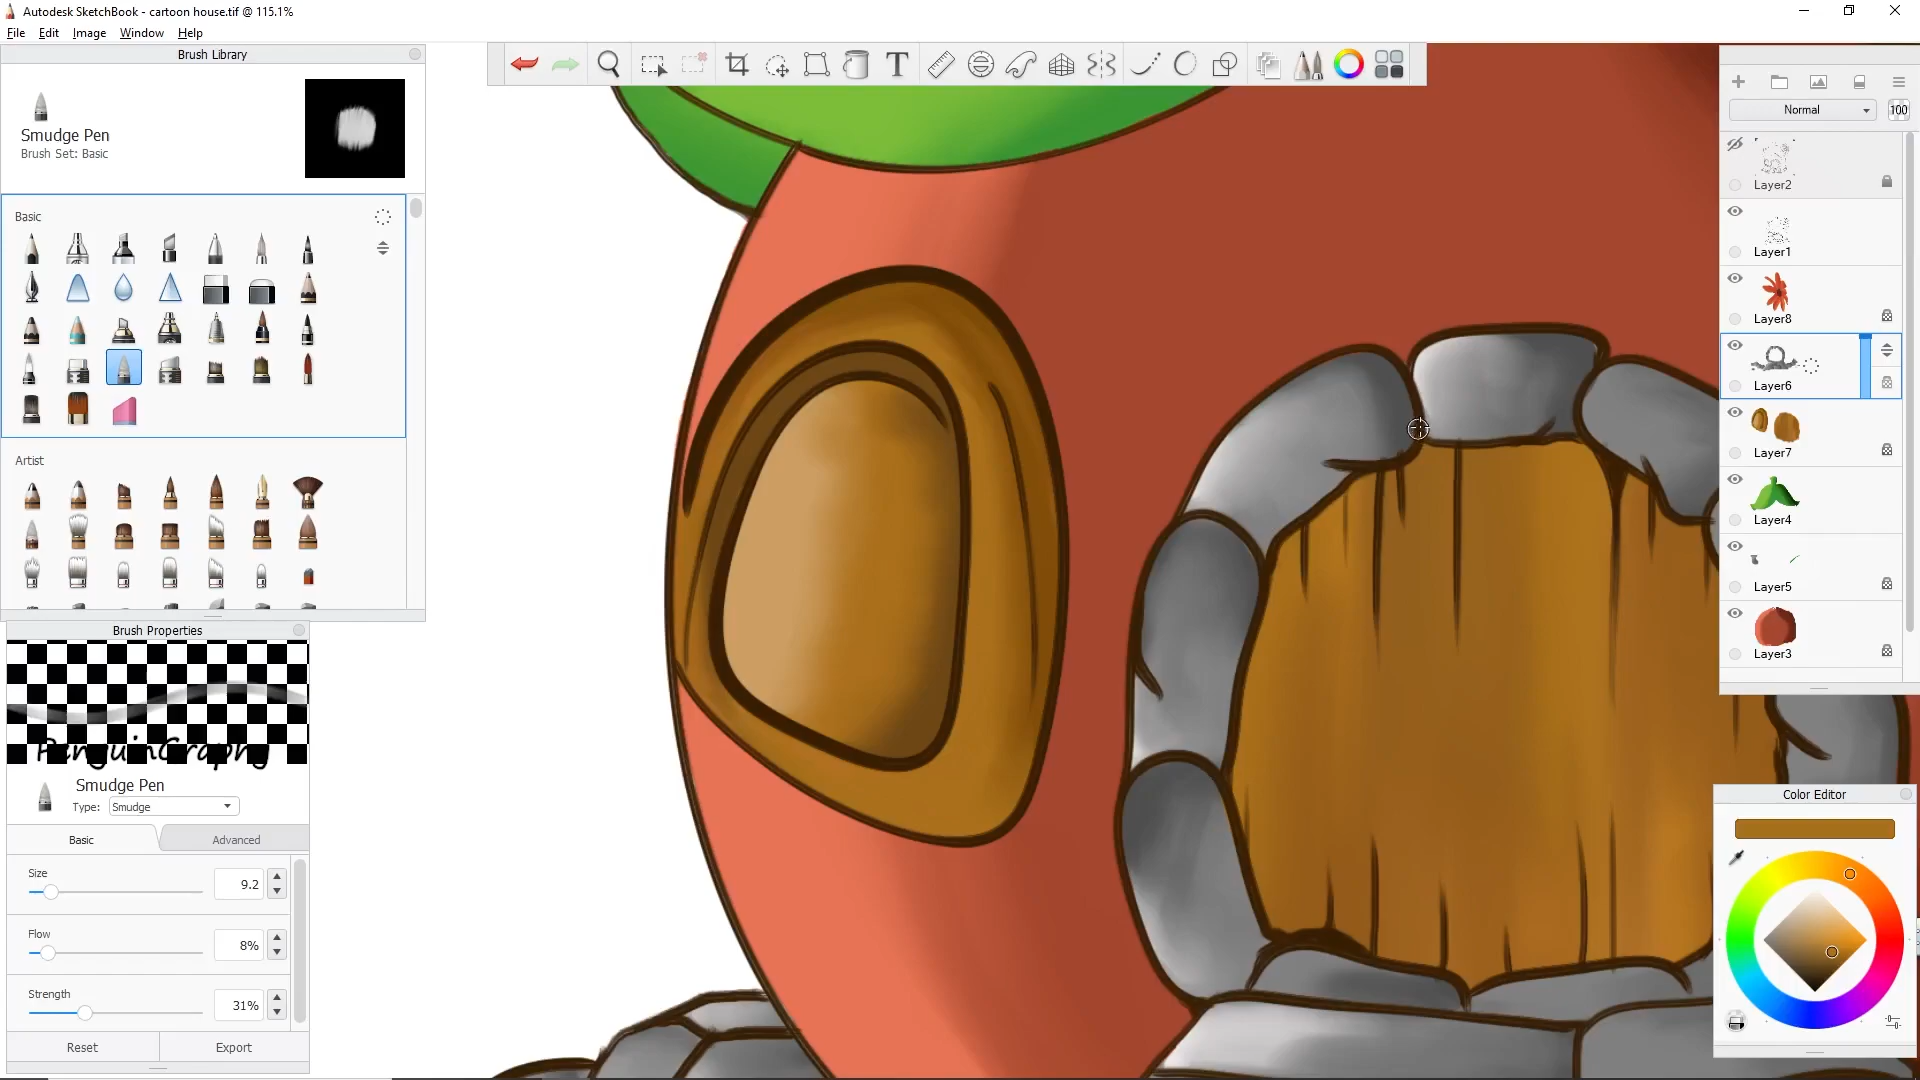 Autodesk SketchBook - cartoon house.tif @ 115.1%
File Edit Image Window Help
Brush Library
Smudge Pen
Brush Set: Basic
Basic
Artist
Brush Properties
PenguinGraphy
Smudge Pen
Type: Smudge
Basic Advanced
Size
9.2
Flow
8%
Strength
31%
Reset Export
T
Normal 100
Layer2
Layer1
Layer8
Layer6
Layer7
Layer4
Layer5
Layer3
Color Editor